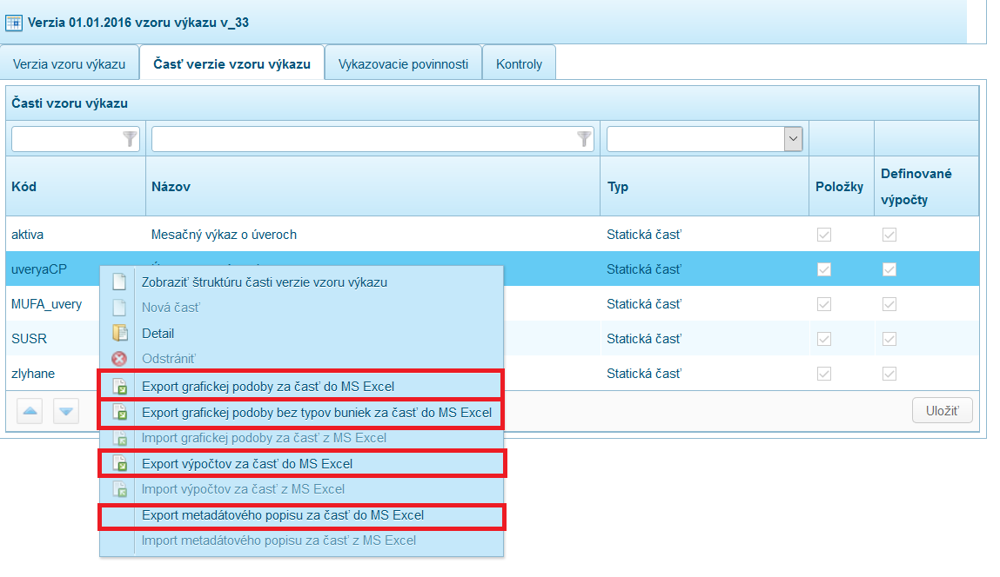 Verzia 01.01.2016 vzoru výkazu v_33
Verzia vzoru výkazu Časť verzie vzoru výkazu Vykazovacie povinnosti Kontroly
Časti vzoru výkazu
Kód Názov Typ Položky Definované výpočty
aktiva Mesačný výkaz o úveroch Statická časť
uveryaCP Statická časť
MUFA_uvery Statická časť
SUSR Statická časť
zlyhane Statická časť
Zobraziť štruktúru časti verzie vzoru výkazu
Nová časť
Detail
Odstrániť
Export grafickej podoby za časť do MS Excel
Export grafickej podoby bez typov buniek za časť do MS Excel
Import grafickej podoby za časť z MS Excel
Export výpočtov za časť do MS Excel
Import výpočtov za časť z MS Excel
Export metadátového popisu za časť do MS Excel
Import metadátového popisu za časť z MS Excel
Uložiť